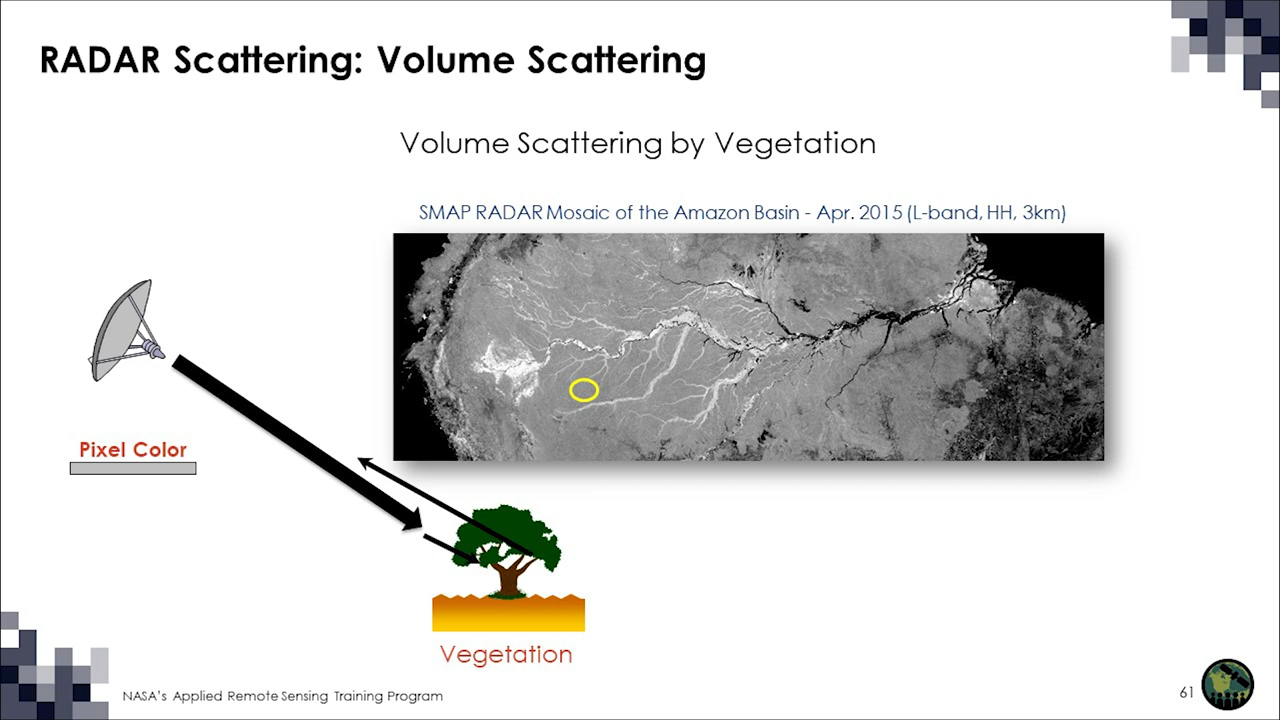 RADAR Scattering: Volume Scattering
Volume Scattering by Vegetation
SMAP RADAR Mosaic of the Amazon Basin - Apr. 2015 (L-band, HH, 3km)
Pixel Color
Vegetation
NASA's Applied Remote Sensing Training Program
61